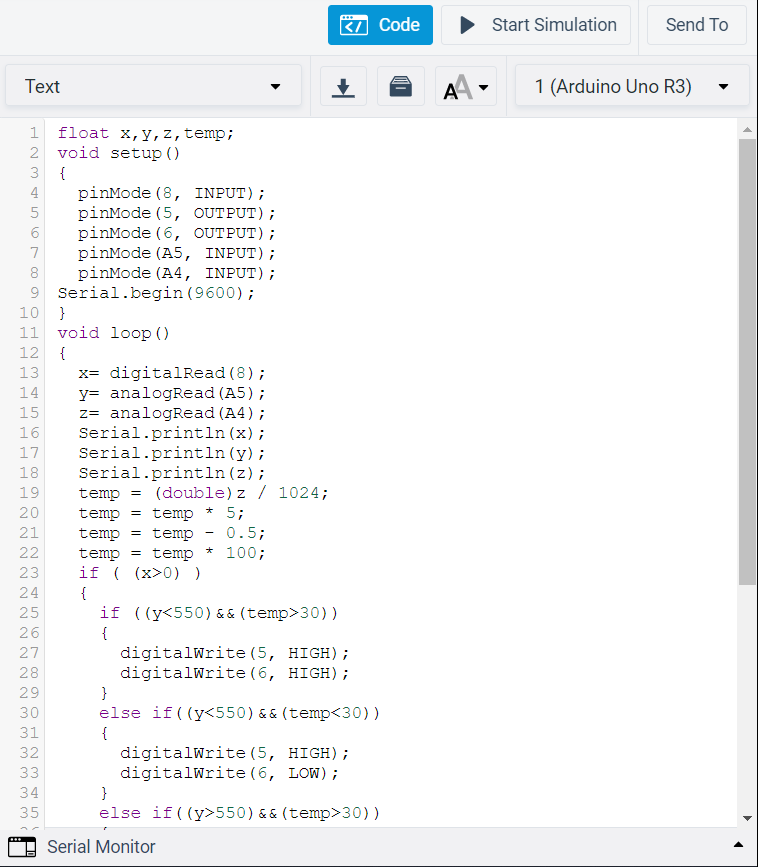 Code
Start Simulation
Send To
Text
AA
1 (Arduino Uno R3)
1 float x,y,z,temp;
2 void setup()
3 {
4   pinMode(8, INPUT);
5   pinMode(5, OUTPUT);
6   pinMode(6, OUTPUT);
7   pinMode(A5, INPUT);
8   pinMode(A4, INPUT);
9 Serial.begin(9600);
10 }
11 void loop()
12 {
13   x= digitalRead(8);
14   y= analogRead(A5);
15   z= analogRead(A4);
16   Serial.println(x);
17   Serial.println(y);
18   Serial.println(z);
19   temp = (double)z / 1024;
20   temp = temp * 5;
21   temp = temp - 0.5;
22   temp = temp * 100;
23   if ( (x>0) )
24   {
25     if ((y<550)&&(temp>30))
26     {
27       digitalWrite(5, HIGH);
28       digitalWrite(6, HIGH);
29     }
30     else if((y<550)&&(temp<30))
31     {
32       digitalWrite(5, HIGH);
33       digitalWrite(6, LOW);
34     }
35     else if((y>550)&&(temp>30))
Serial Monitor